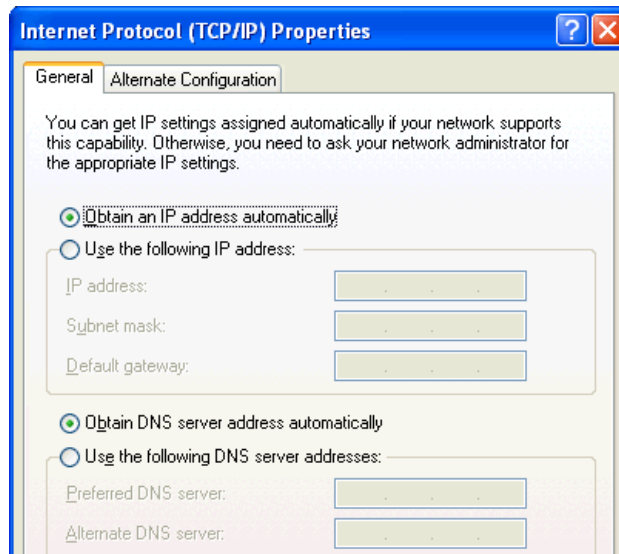 Internet Protocol (TCP/IP) Properties
General
Alternate Configuration
You can get IP settings assigned automatically if your network supports
this capability. Otherwise, you need to ask your network administrator for
the appropriate IP settings.
Obtain an IP address automatically
Use the following IP address:
IP address:
Subnet mask:
Default gateway:
Obtain DNS server address automatically
Use the following DNS server addresses:
Preferred DNS server:
Alternate DNS server: